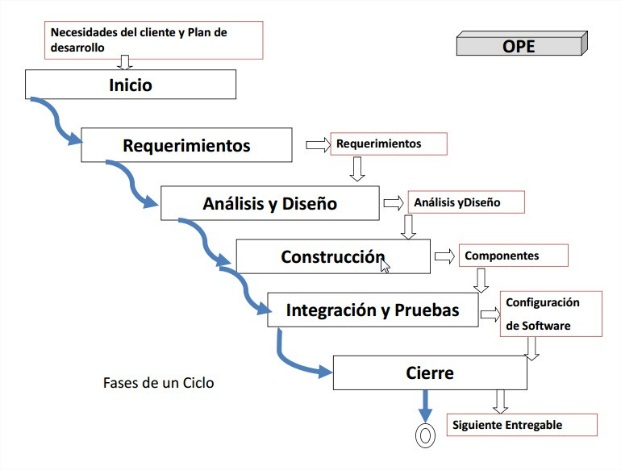 Necesidades del cliente y Plan de
desarrollo
OPE
Inicio
Requerimientos
Requerimientos
Análisis y Diseño
Análisis yDiseño
Construcción
Componentes
Integración y Pruebas
Configuración
de Software
Cierre
Fases de un Ciclo
Siguiente Entregable